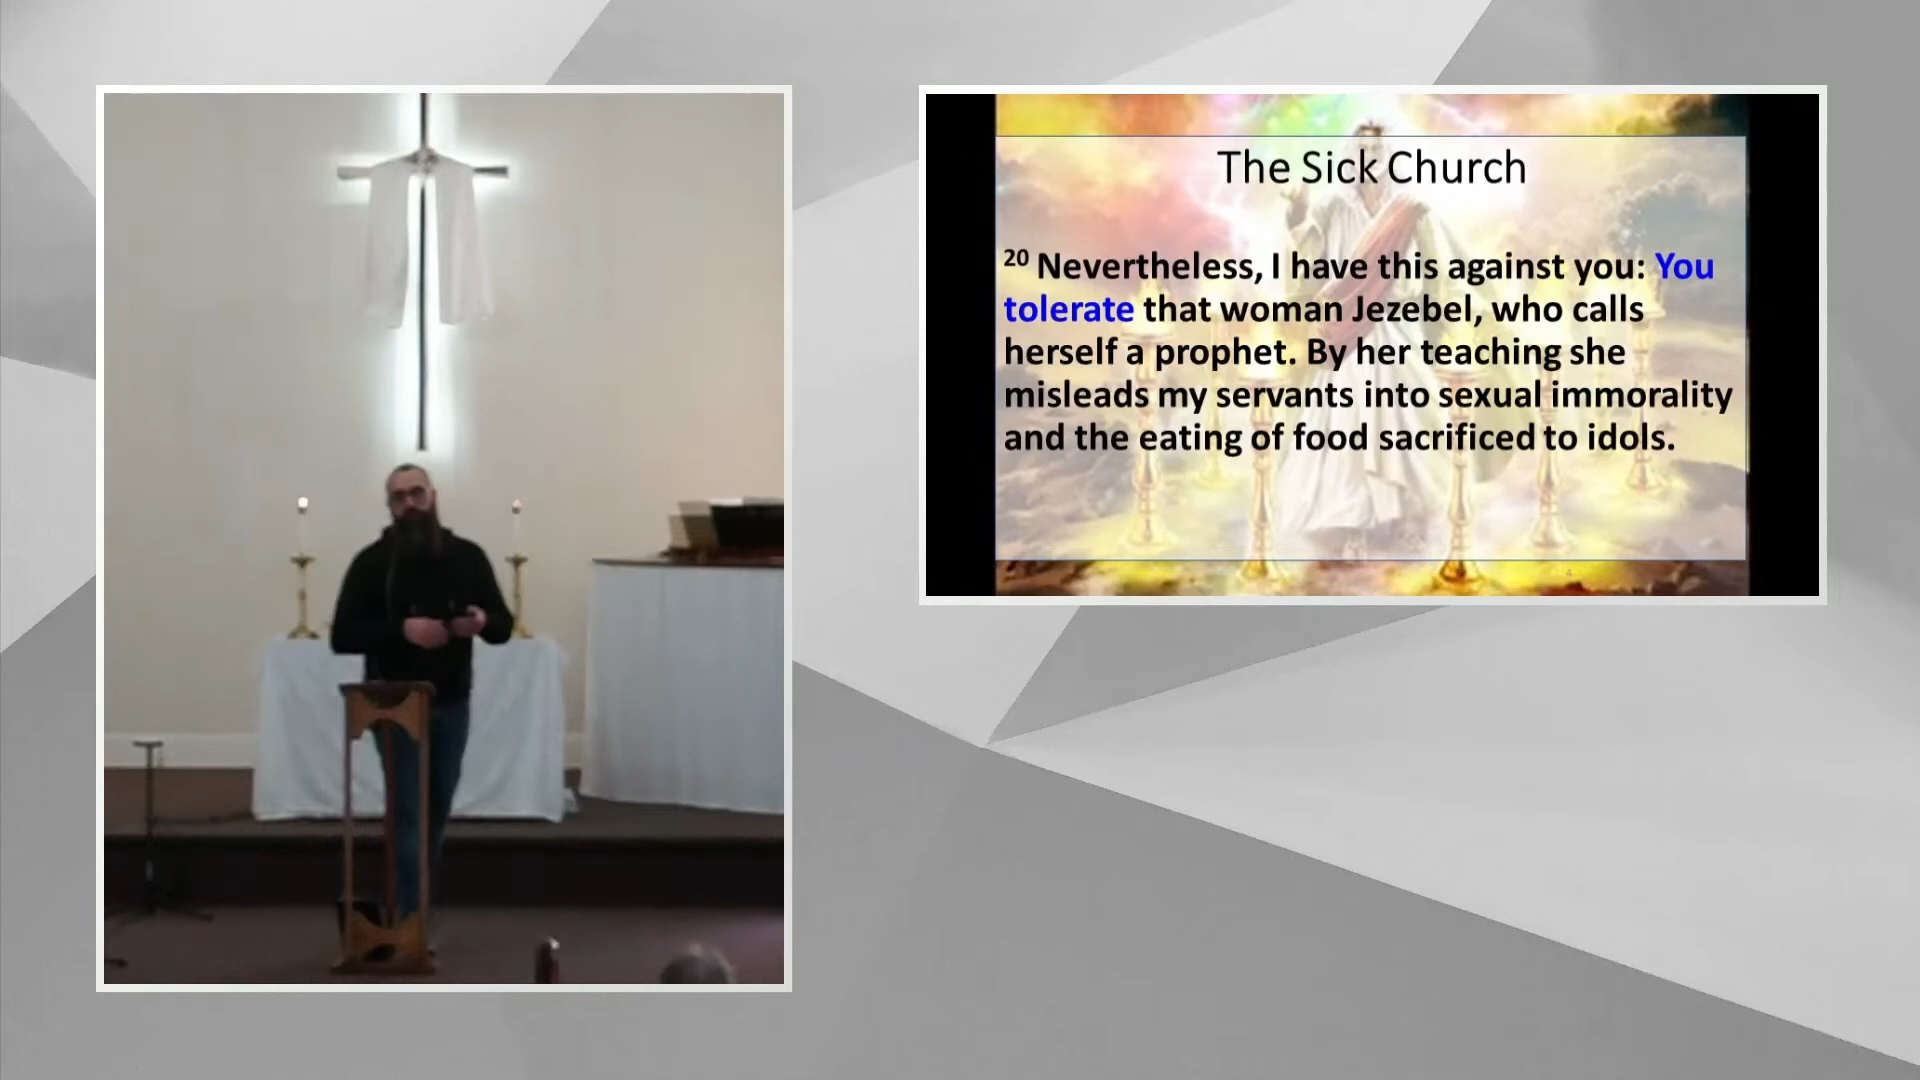 The Sick Church
20 Nevertheless, I have this against you: You
tolerate that woman Jezebel, who calls
herself a prophet. By her teaching she
misleads my servants into sexual immorality
and the eating of food sacrificed to idols.
4